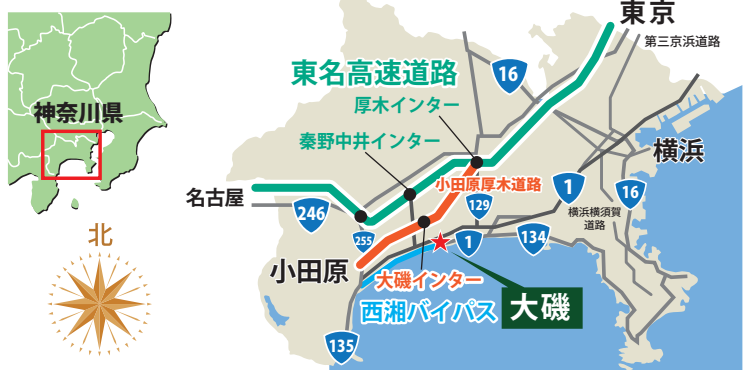 東京
第三京浜道路
16
東名高速道路
厚木インター
神奈川県
秦野中井インター
横浜
小田原厚木道路
名古屋
1
16
246
129
横浜横須賀
道路
北
255
1
134
小田原
大磯インター
西湘バイパス
大磯
135